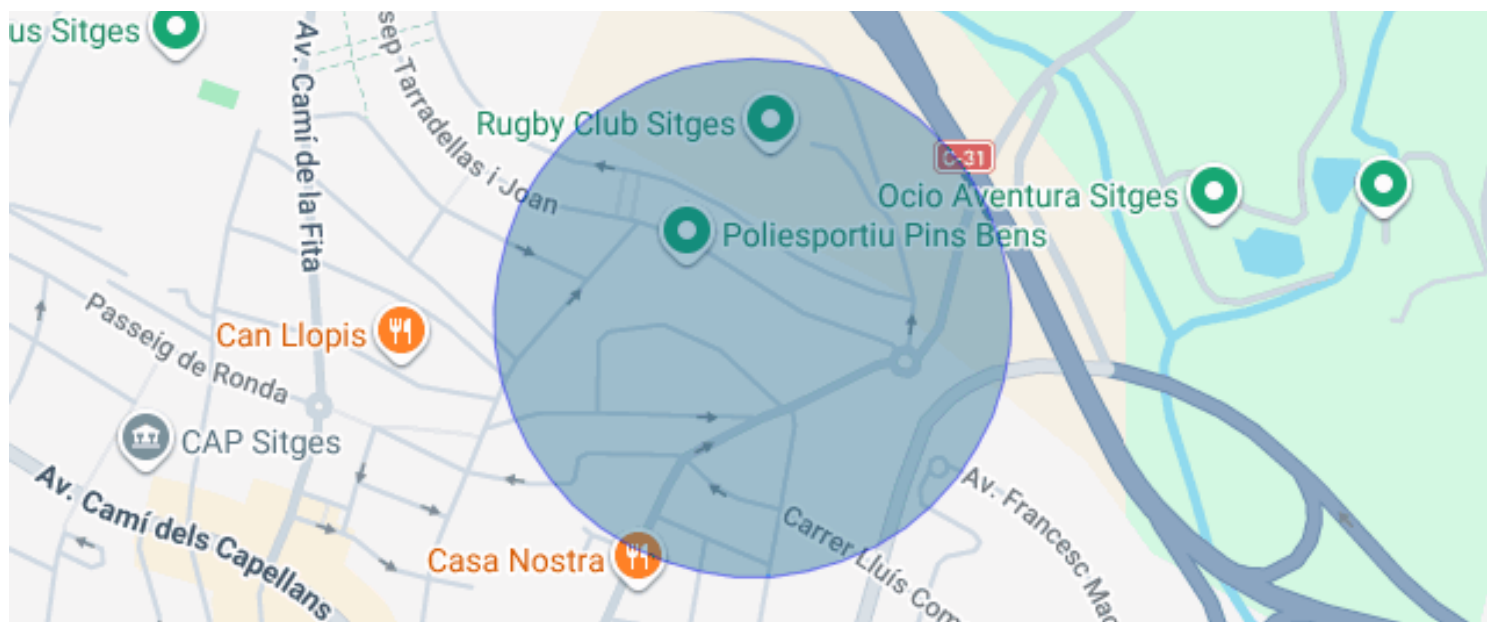 us Sitges
Av. Camí de la Fita
sep Tarradellas i Joan
Rugby Club Sitges
C-31
Ocio Aventura Sitges
Poliesportiu Pins Bens
Can Llopis
Passeig de Ronda
CAP Sitges
Av. Camí dels Capellans
Casa Nostra
Carrer Lluís Com
Av. Francesc Mac